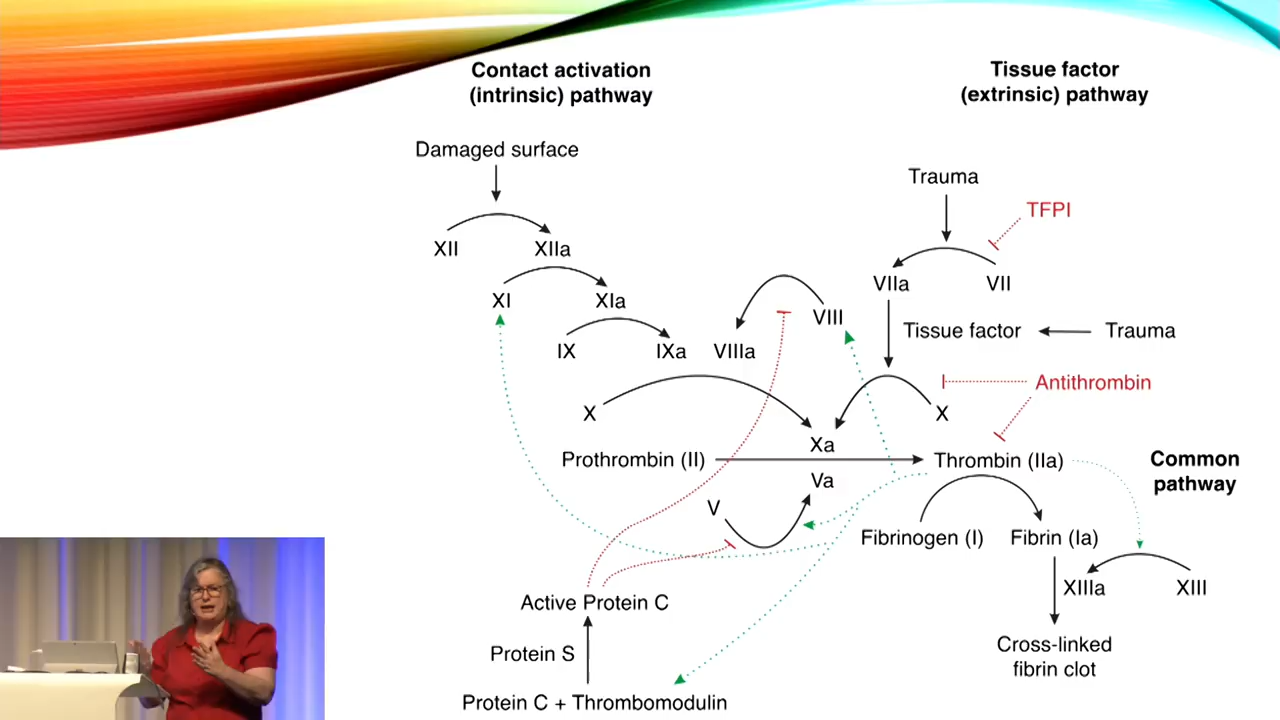 Contact activation
(intrinsic) pathway
Tissue factor
(extrinsic) pathway
Damaged surface
Trauma
TFPI
XII
XIIa
VIIa
VII
XI
XIa
VIII
Tissue factor
Trauma
IX
IXa
VIIIa
Antithrombin
X
X
Xa
Prothrombin (II)
Thrombin (IIa)
Common
pathway
Va
V
Fibrinogen (I)
Fibrin (Ia)
XIIIa
XIII
Active Protein C
Cross-linked
fibrin clot
Protein S
Protein C + Thrombomodulin